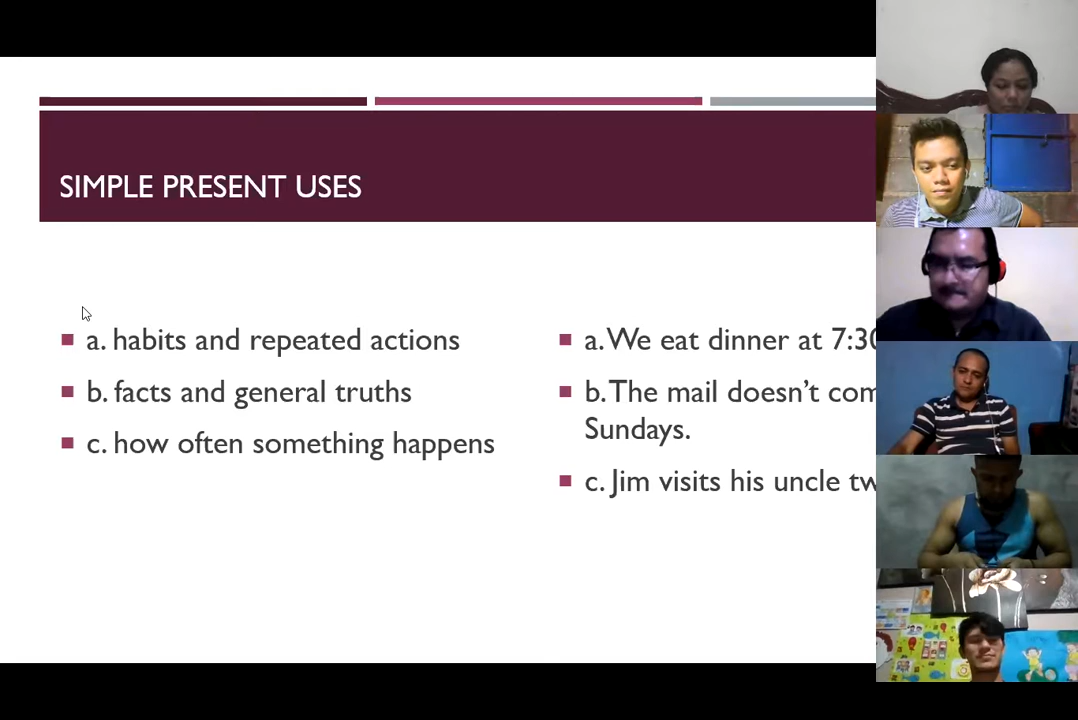 SIMPLE PRESENT USES
a. habits and repeated actions
b. facts and general truths
c. how often something happens
a. We eat dinner at
b. The mail doesn’t
Sundays.
c. Jim visits his uncle